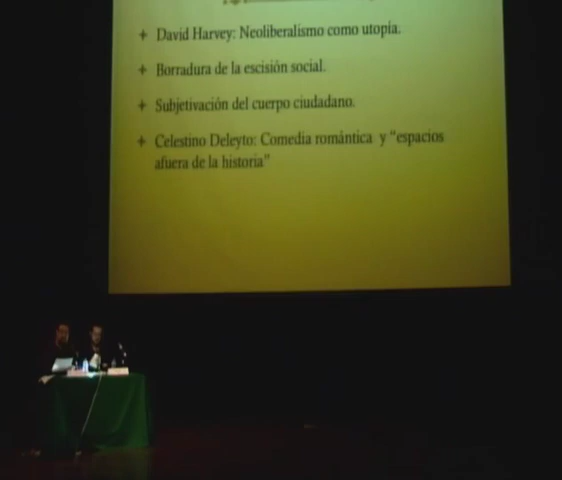 + David Harvey: Neoliberalismo como utopía.
+ Borradura de la escisión social.
+ Subjetivación del cuerpo ciudadano.
+ Celestino Deleyto: Comedia romántica y "espacios
afuera de la historia"